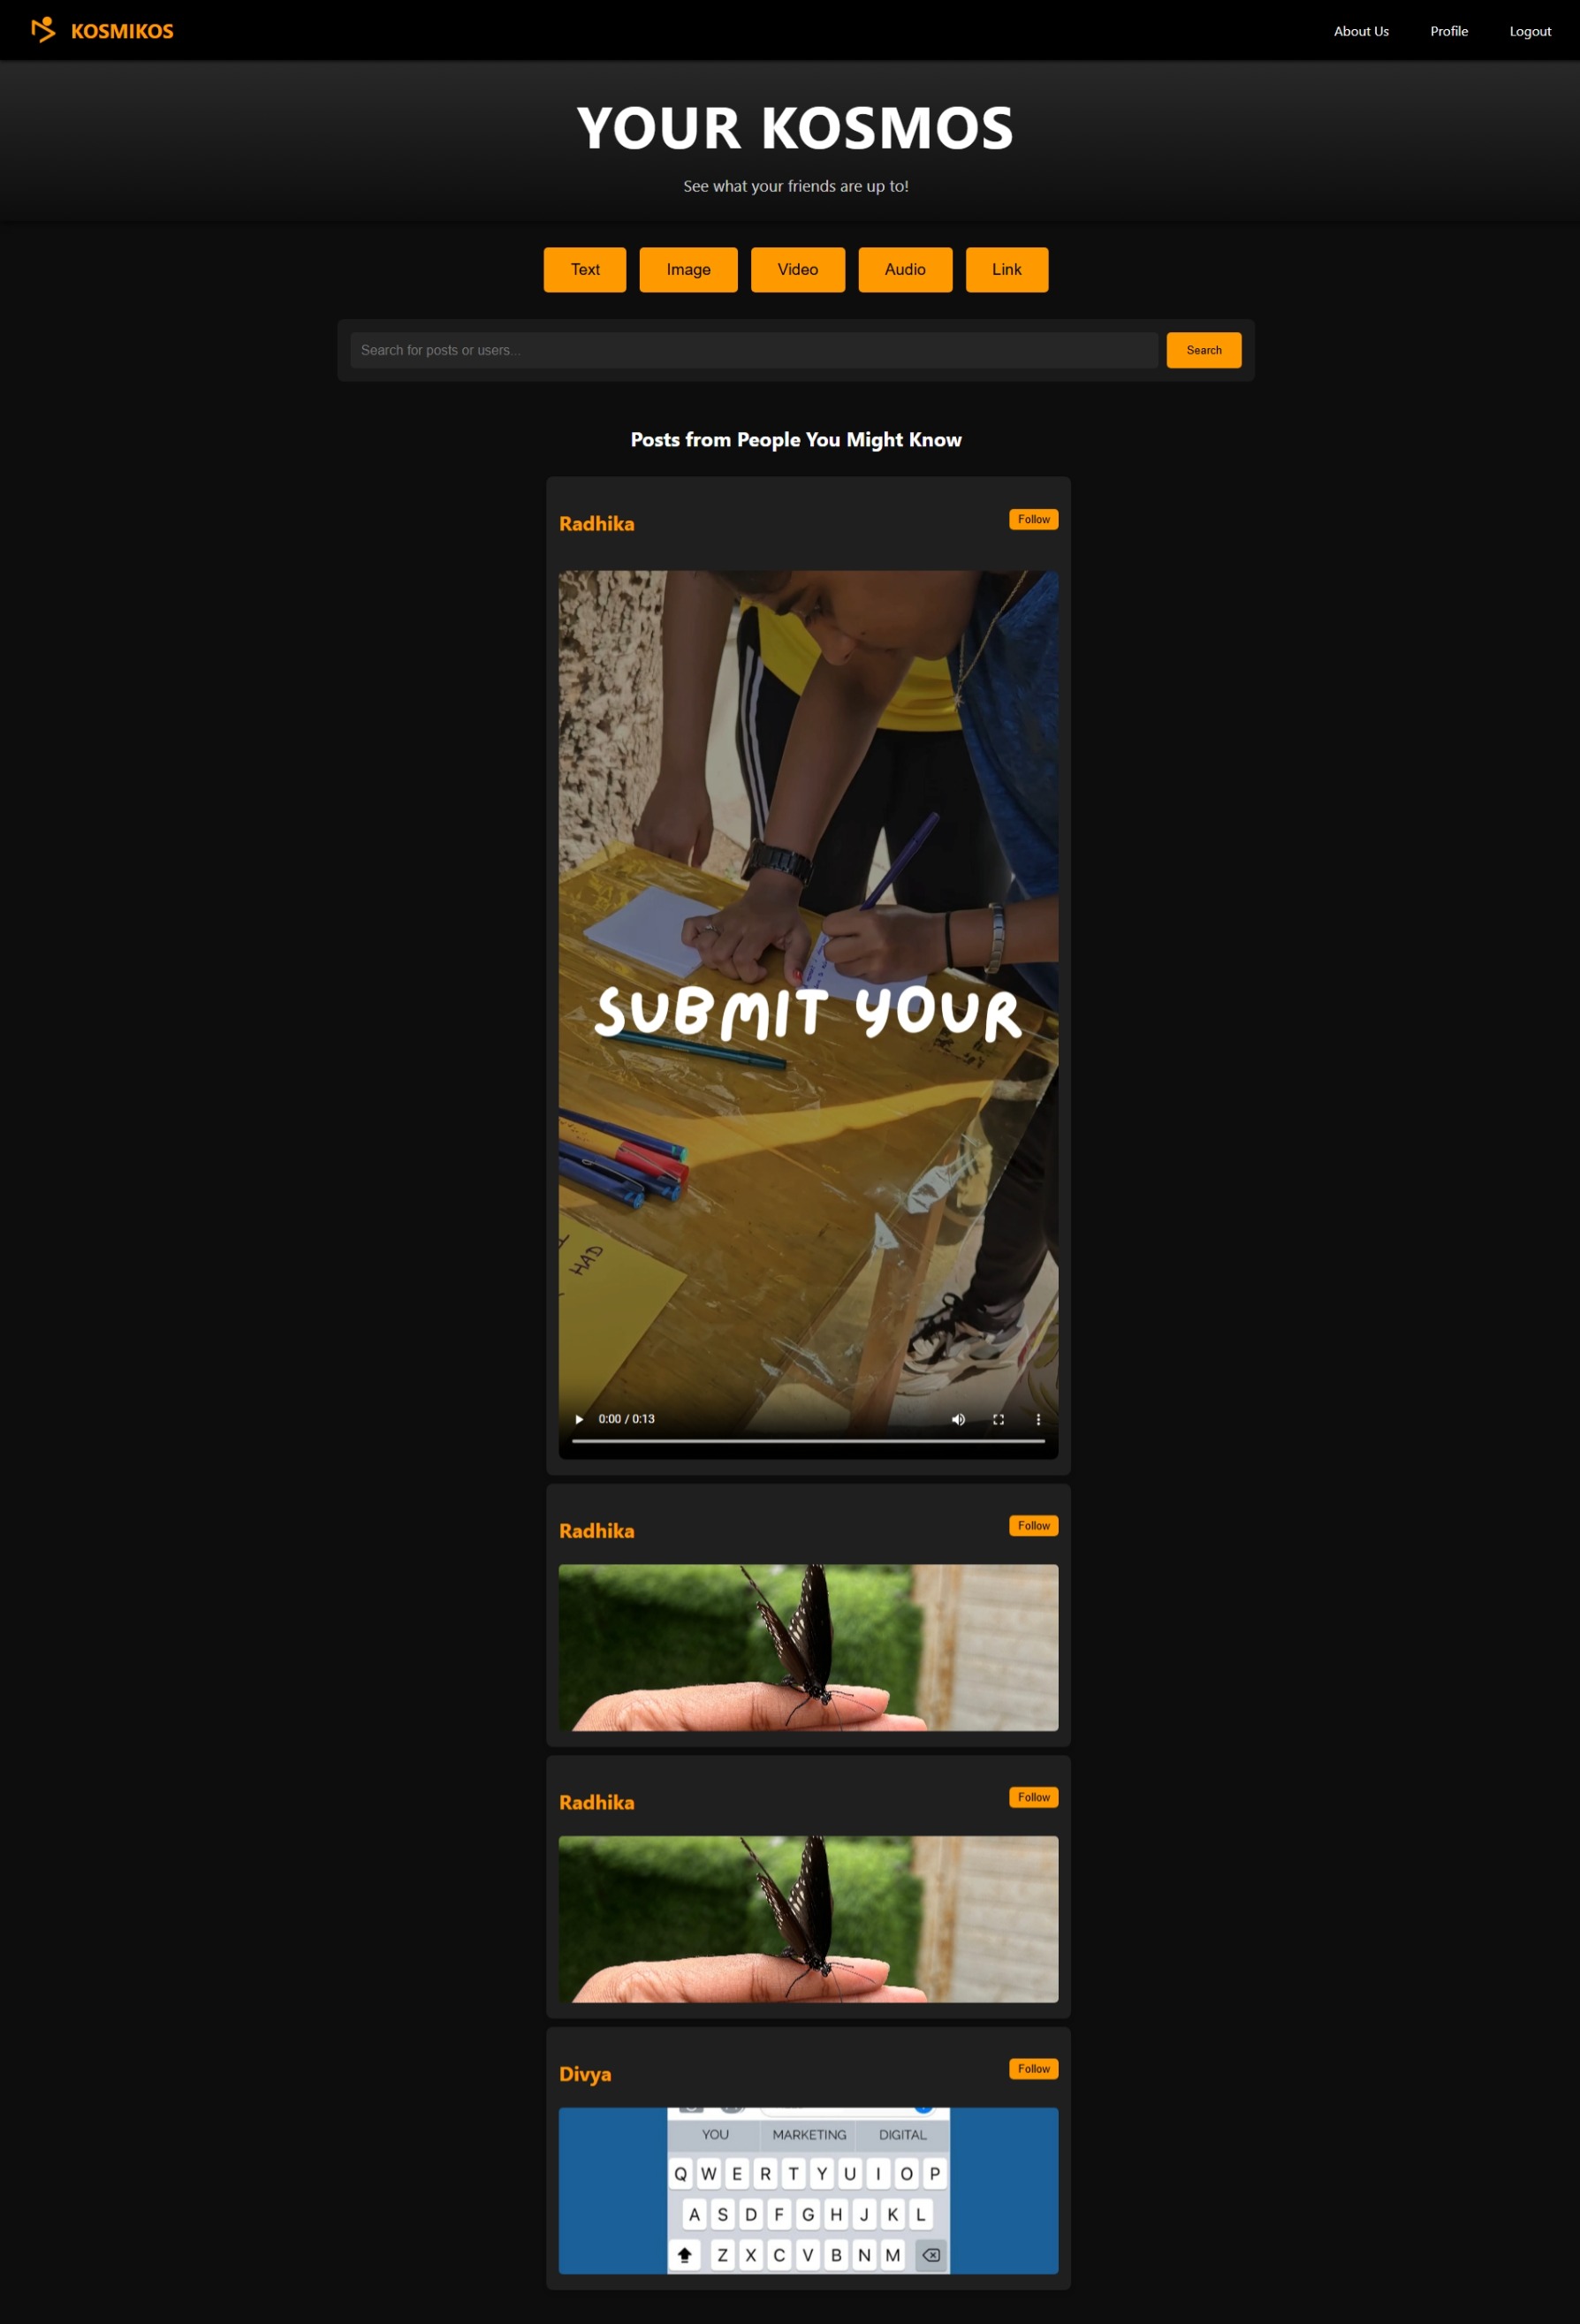 KOSMIKOS
About Us Profile Logout
YOUR KOSMOS
See what your friends are up to!
Text Image Video Audio Link
Search for posts or users... Search
Posts from People You Might Know
Radhika Follow
SUBMIT YOUR
HAD
0:00 / 0:13
Radhika Follow
Radhika Follow
Divya Follow
YOU MARKETING DIGITAL
Q W E R T Y U I O P
A S D F G H J K L
Z X C V B N M